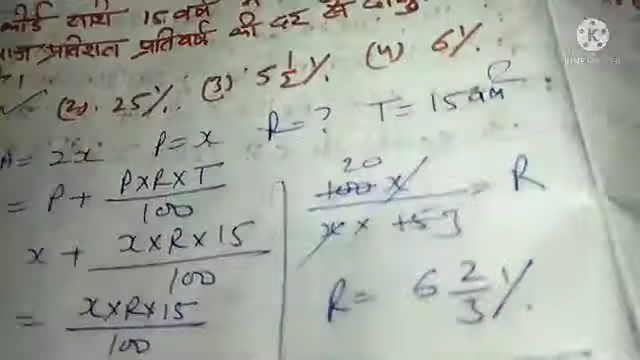 कोई राशि 15 वर्ष में
प्रतिशत प्रतिवर्ष की दर से
(2) 25%. (3) 5 1/2 %. (4) 6%.
A = 2x P = x R = ? T = 15 वर्ष
= P + P×R×T/100
x + x×R×15/100
= x×R×15/100
20
100 x / x × 15 3 = R
R = 6 2/3 %.
K
KINEMASTER